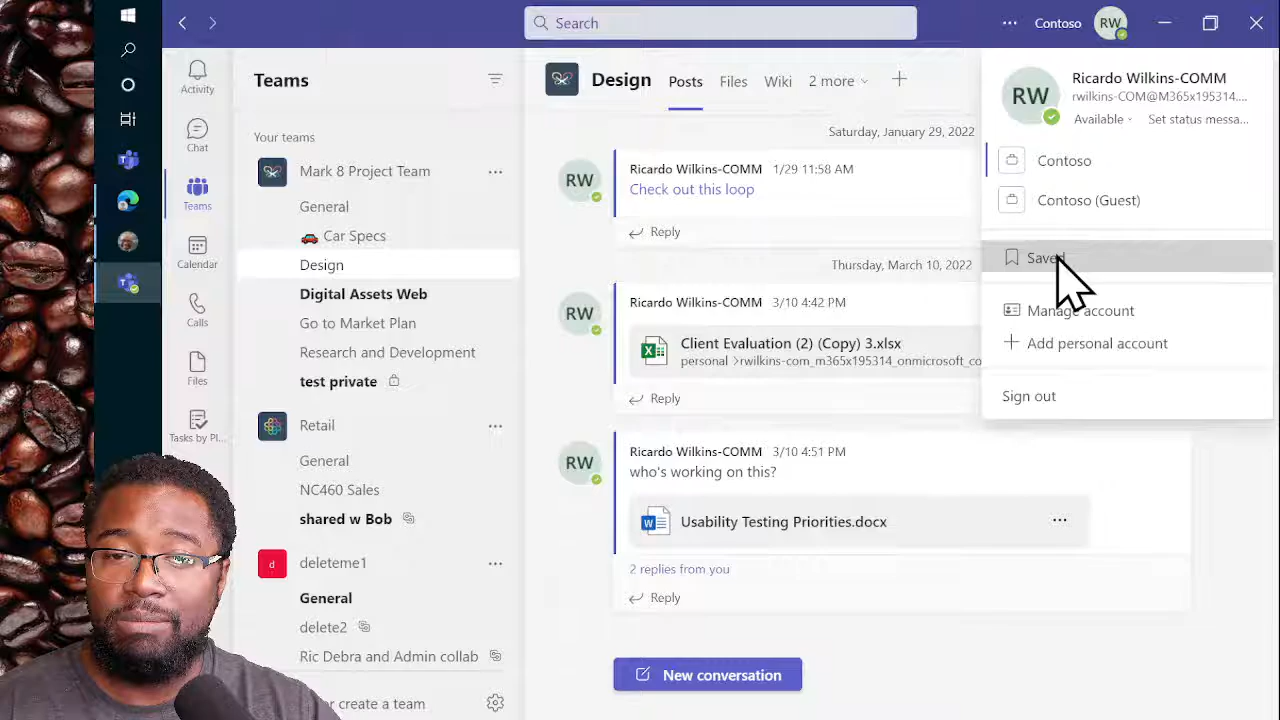 Search
Contoso
RW
Activity
Chat
Teams
Calendar
Calls
Files
Tasks by Pl...
Teams
Your teams
Mark 8 Project Team
General
🚗 Car Specs
Design
Digital Assets Web
Go to Market Plan
Research and Development
test private
Retail
General
NC460 Sales
shared w Bob
d deleteme1
General
delete2
Ric Debra and Admin collab
or create a team
Design
Posts
Files
Wiki
2 more
Saturday, January 29, 2022
RW
Ricardo Wilkins-COMM 1/29 11:58 AM
Check out this loop
Reply
Thursday, March 10, 2022
RW
Ricardo Wilkins-COMM 3/10 4:42 PM
Client Evaluation (2) (Copy) 3.xlsx
personal >rwilkins-com_m365x195314_onmicrosoft_co
Reply
RW
Ricardo Wilkins-COMM 3/10 4:51 PM
who's working on this?
Usability Testing Priorities.docx
2 replies from you
Reply
New conversation
RW
Ricardo Wilkins-COMM
rwilkins-COM@M365x195314....
Available
Set status messa...
Contoso
Contoso (Guest)
Saved
Manage account
Add personal account
Sign out